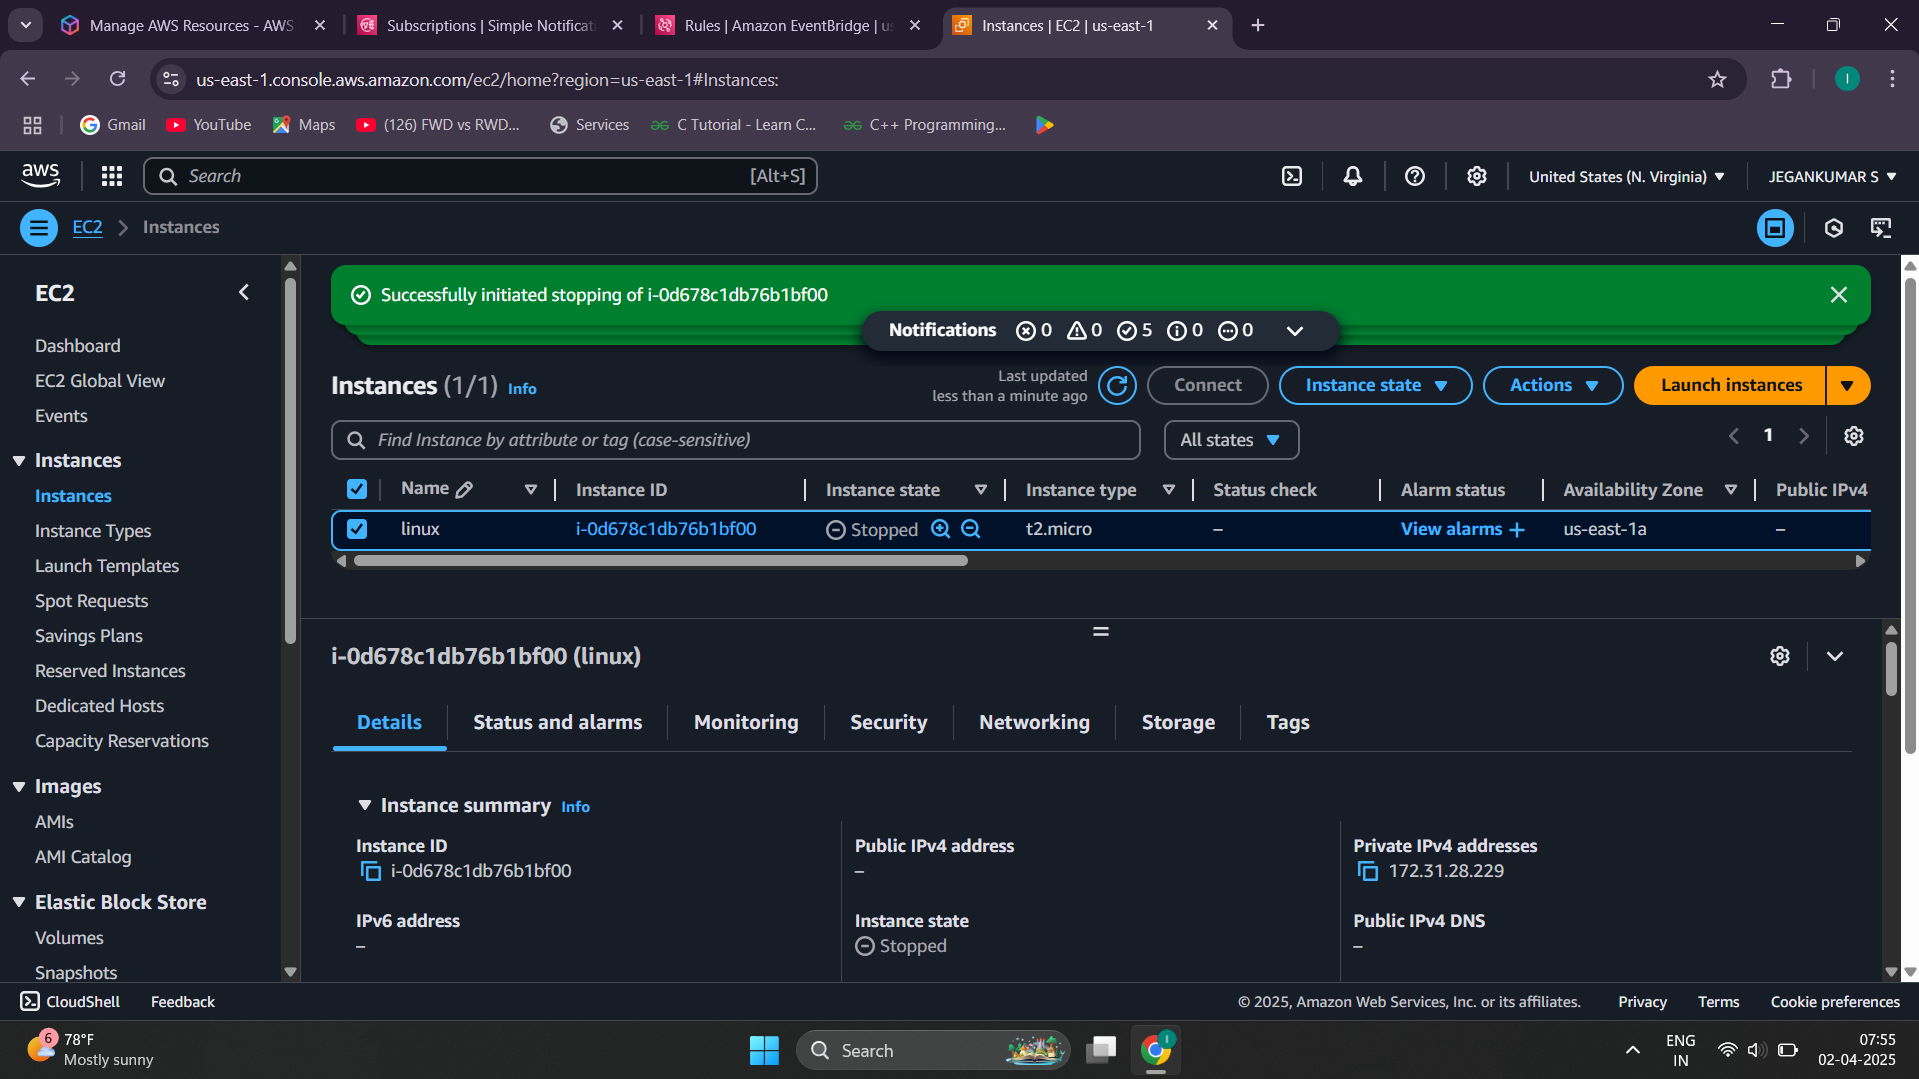 Manage AWS Resources - AWS
Subscriptions | Simple Notificati
Rules | Amazon EventBridge | us
Instances | EC2 | us-east-1
us-east-1.console.aws.amazon.com/ec2/home?region=us-east-1#Instances:
I
Gmail
YouTube
Maps
(126) FWD vs RWD...
Services
C Tutorial - Learn C...
C++ Programming...
aws
Search
[Alt+S]
United States (N. Virginia)
JEGANKUMAR S
EC2
Instances
EC2
Dashboard
EC2 Global View
Events
Instances
Instances
Instance Types
Launch Templates
Spot Requests
Savings Plans
Reserved Instances
Dedicated Hosts
Capacity Reservations
Images
AMIs
AMI Catalog
Elastic Block Store
Volumes
Snapshots
Successfully initiated stopping of i-0d678c1db76b1bf00
Notifications 0 0 5 0 0
Instances (1/1) Info
Last updated
less than a minute ago
Connect
Instance state
Actions
Launch instances
Find Instance by attribute or tag (case-sensitive)
All states
1
Name Instance ID Instance state Instance type Status check Alarm status Availability Zone Public IPv4
linux i-0d678c1db76b1bf00 Stopped t2.micro – View alarms + us-east-1a –
i-0d678c1db76b1bf00 (linux)
Details Status and alarms Monitoring Security Networking Storage Tags
Instance summary Info
Instance ID
i-0d678c1db76b1bf00
Public IPv4 address
–
Private IPv4 addresses
172.31.28.229
IPv6 address
–
Instance state
Stopped
Public IPv4 DNS
–
CloudShell
Feedback
© 2025, Amazon Web Services, Inc. or its affiliates.
Privacy
Terms
Cookie preferences
6
78°F
Mostly sunny
Search
I
ENG
IN
07:55
02-04-2025